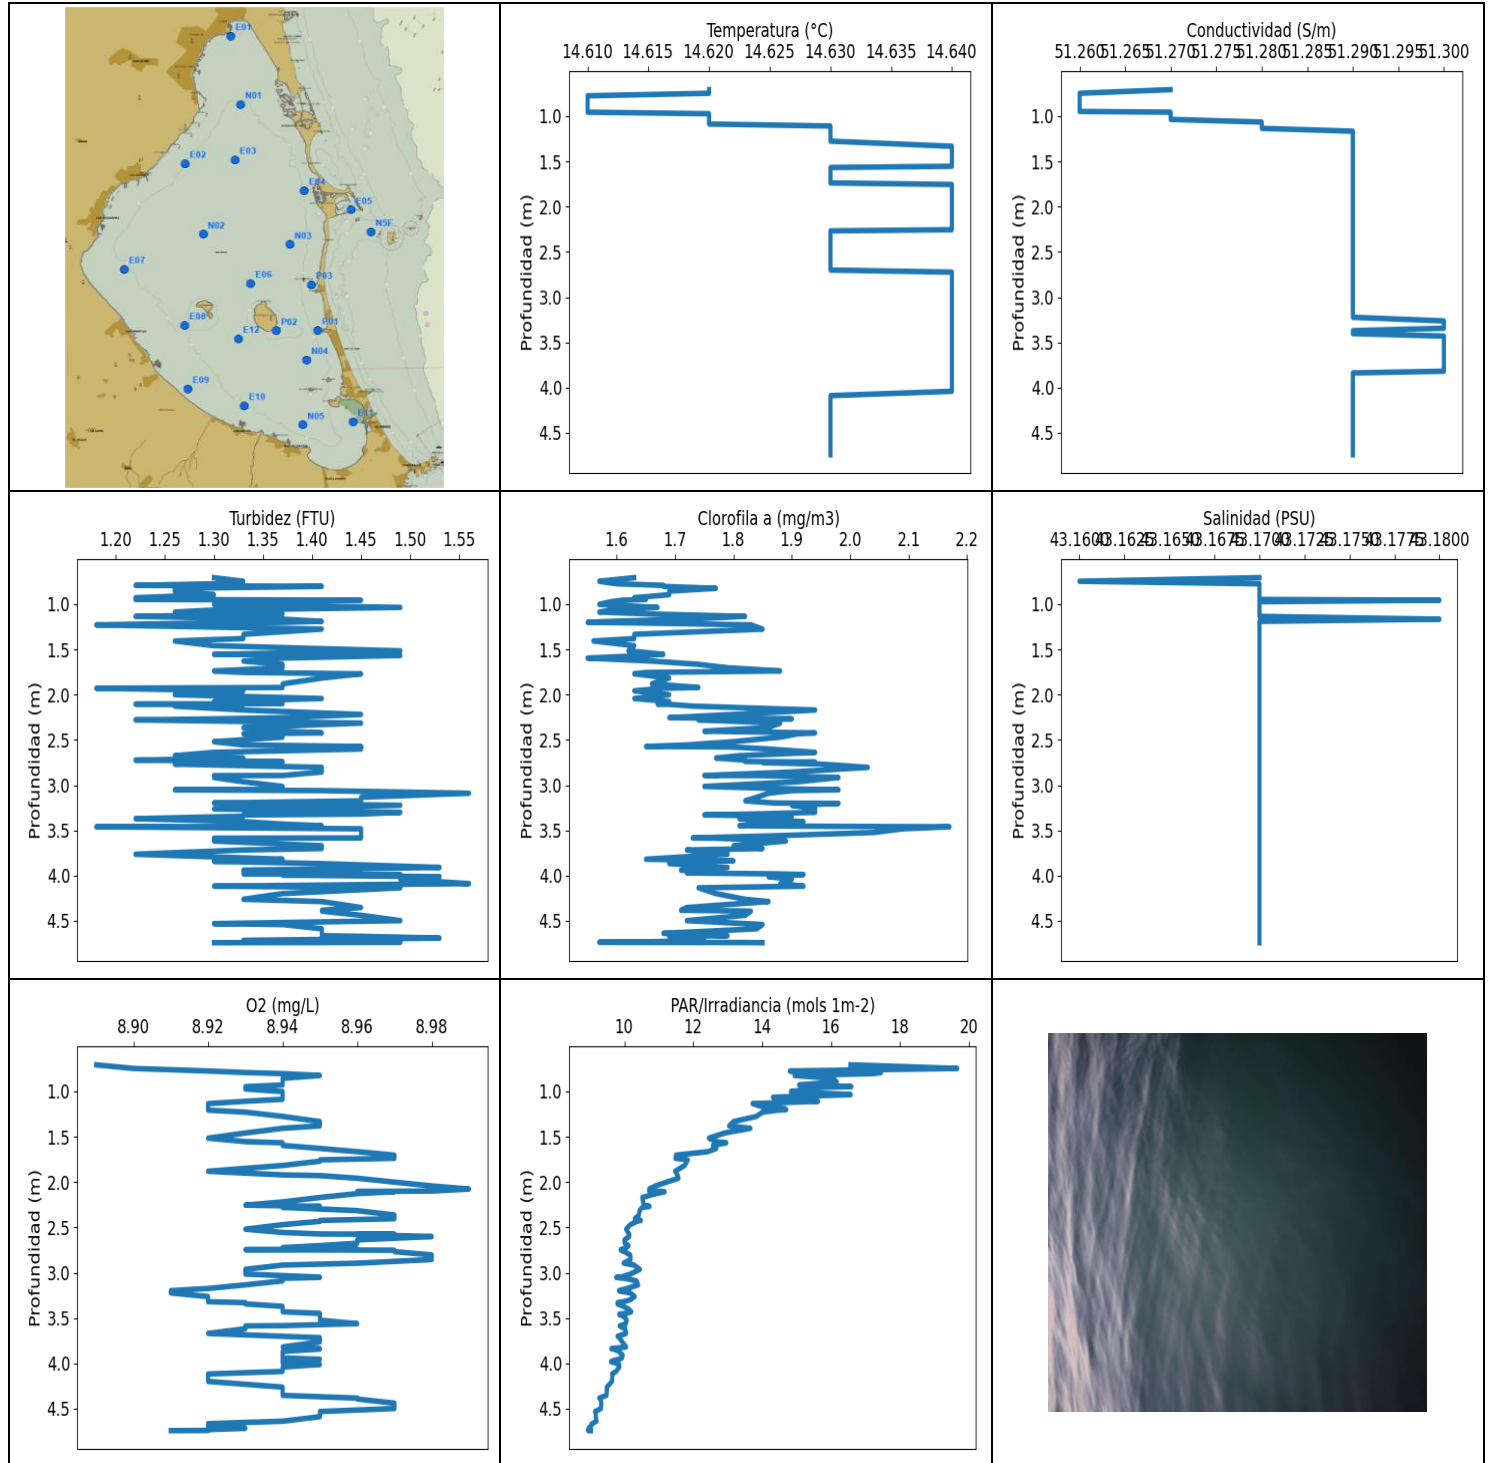 E01
N01
E02
E03
E04
E05
N5F
N02
N03
E07
E06
P03
E08
E12
P02
P01
N04
E09
E10
N05
E11
Temperatura (°C)
14.610 14.615 14.620 14.625 14.630 14.635 14.640
Profundidad (m)
1.0
1.5
2.0
2.5
3.0
3.5
4.0
4.5
Conductividad (S/m)
51.260 51.265 51.270 51.275 51.280 51.285 51.290 51.295 51.300
Profundidad (m)
1.0
1.5
2.0
2.5
3.0
3.5
4.0
4.5
Turbidez (FTU)
1.20 1.25 1.30 1.35 1.40 1.45 1.50 1.55
Profundidad (m)
1.0
1.5
2.0
2.5
3.0
3.5
4.0
4.5
Clorofila a (mg/m3)
1.6 1.7 1.8 1.9 2.0 2.1 2.2
Profundidad (m)
1.0
1.5
2.0
2.5
3.0
3.5
4.0
4.5
Salinidad (PSU)
43.1600 43.1625 43.1650 43.1675 43.1700 43.1725 43.1750 43.1775 43.1800
Profundidad (m)
1.0
1.5
2.0
2.5
3.0
3.5
4.0
4.5
O2 (mg/L)
8.90 8.92 8.94 8.96 8.98
Profundidad (m)
1.0
1.5
2.0
2.5
3.0
3.5
4.0
4.5
PAR/Irradiancia (mols 1m-2)
10 12 14 16 18 20
Profundidad (m)
1.0
1.5
2.0
2.5
3.0
3.5
4.0
4.5